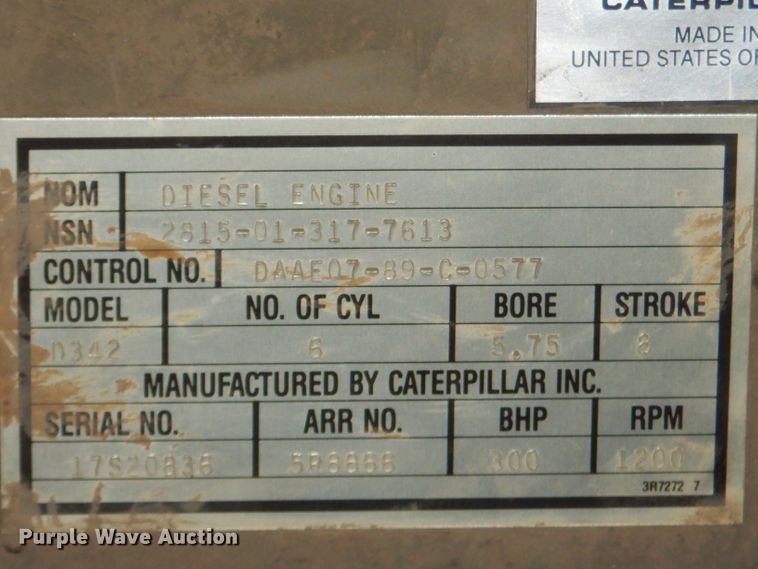 CATERPIL
MADE IN
UNITED STATES OF
NOM DIESEL ENGINE
NSN 2815-01-317-7613
CONTROL NO. DAAE07-89-C-0577
MODEL NO. OF CYL BORE STROKE
D342 6 5.75 8
MANUFACTURED BY CATERPILLAR INC.
SERIAL NO. ARR NO. BHP RPM
17S20836 5R6866 300 1200
3R7272 7
Purple Wave Auction